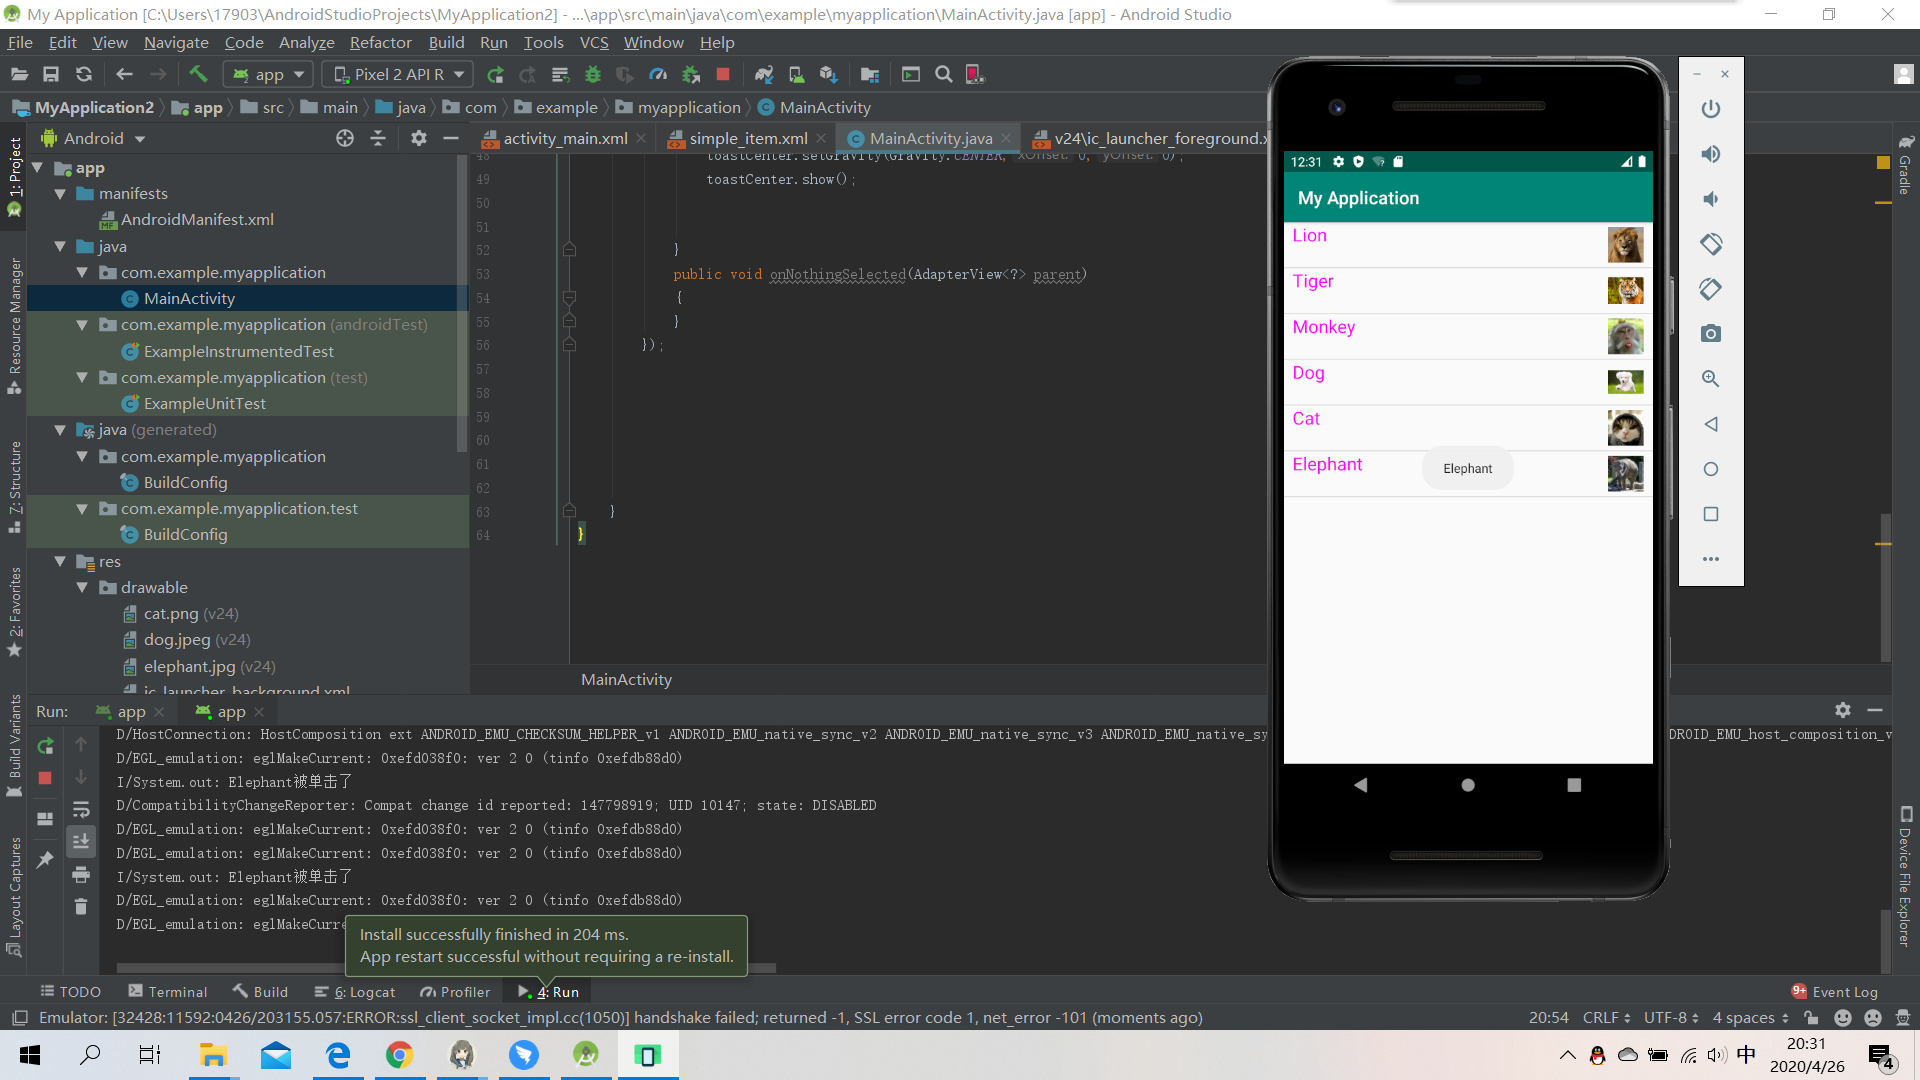 My Application [C:\Users\17903\AndroidStudioProjects\MyApplication2] - ...\app\src\main\java\com\example\myapplication\MainActivity.java [app] - Android Studio
File Edit View Navigate Code Analyze Refactor Build Run Tools VCS Window Help
app Pixel 2 API R
MyApplication2 app src main java com example myapplication MainActivity
Android
activity_main.xml simple_item.xml MainActivity.java v24\ic_launcher_foreground.x
1: Project
Resource Manager
7: Structure
2: Favorites
Build Variants
Layout Captures
app
manifests
AndroidManifest.xml
java
com.example.myapplication
MainActivity
com.example.myapplication (androidTest)
ExampleInstrumentedTest
com.example.myapplication (test)
ExampleUnitTest
java (generated)
com.example.myapplication
BuildConfig
com.example.myapplication.test
BuildConfig
res
drawable
cat.png (v24)
dog.jpeg (v24)
elephant.jpg (v24)
ic_launcher_background.xml
48 toastCenter.setGravity(Gravity.CENTER, xOffset: 0, yOffset: 0);
49 toastCenter.show();
50
51
52 }
53 public void onNothingSelected(AdapterView<?> parent)
54 {
55 }
56 });
57
58
59
60
61
62
63 }
64 }
MainActivity
12:31
My Application
Lion
Tiger
Monkey
Dog
Cat
Elephant
Elephant
Gradle
Device File Explorer
Run: app app
D/HostConnection: HostComposition ext ANDROID_EMU_CHECKSUM_HELPER_v1 ANDROID_EMU_native_sync_v2 ANDROID_EMU_native_sync_v3 ANDROID_EMU_native_sy DROID_EMU_host_composition_v
D/EGL_emulation: eglMakeCurrent: 0xefd038f0: ver 2 0 (tinfo 0xefdb88d0)
I/System.out: Elephant被单击了
D/CompatibilityChangeReporter: Compat change id reported: 147798919; UID 10147; state: DISABLED
D/EGL_emulation: eglMakeCurrent: 0xefd038f0: ver 2 0 (tinfo 0xefdb88d0)
D/EGL_emulation: eglMakeCurrent: 0xefd038f0: ver 2 0 (tinfo 0xefdb88d0)
I/System.out: Elephant被单击了
D/EGL_emulation: eglMakeCurrent: 0xefd038f0: ver 2 0 (tinfo 0xefdb88d0)
D/EGL_emulation: eglMakeCurre
Install successfully finished in 204 ms.
App restart successful without requiring a re-install.
TODO Terminal Build 6: Logcat Profiler 4: Run 9+ Event Log
Emulator: [32428:11592:0426/203155.057:ERROR:ssl_client_socket_impl.cc(1050)] handshake failed; returned -1, SSL error code 1, net_error -101 (moments ago) 20:54 CRLF UTF-8 4 spaces
中
20:31
2020/4/26
4